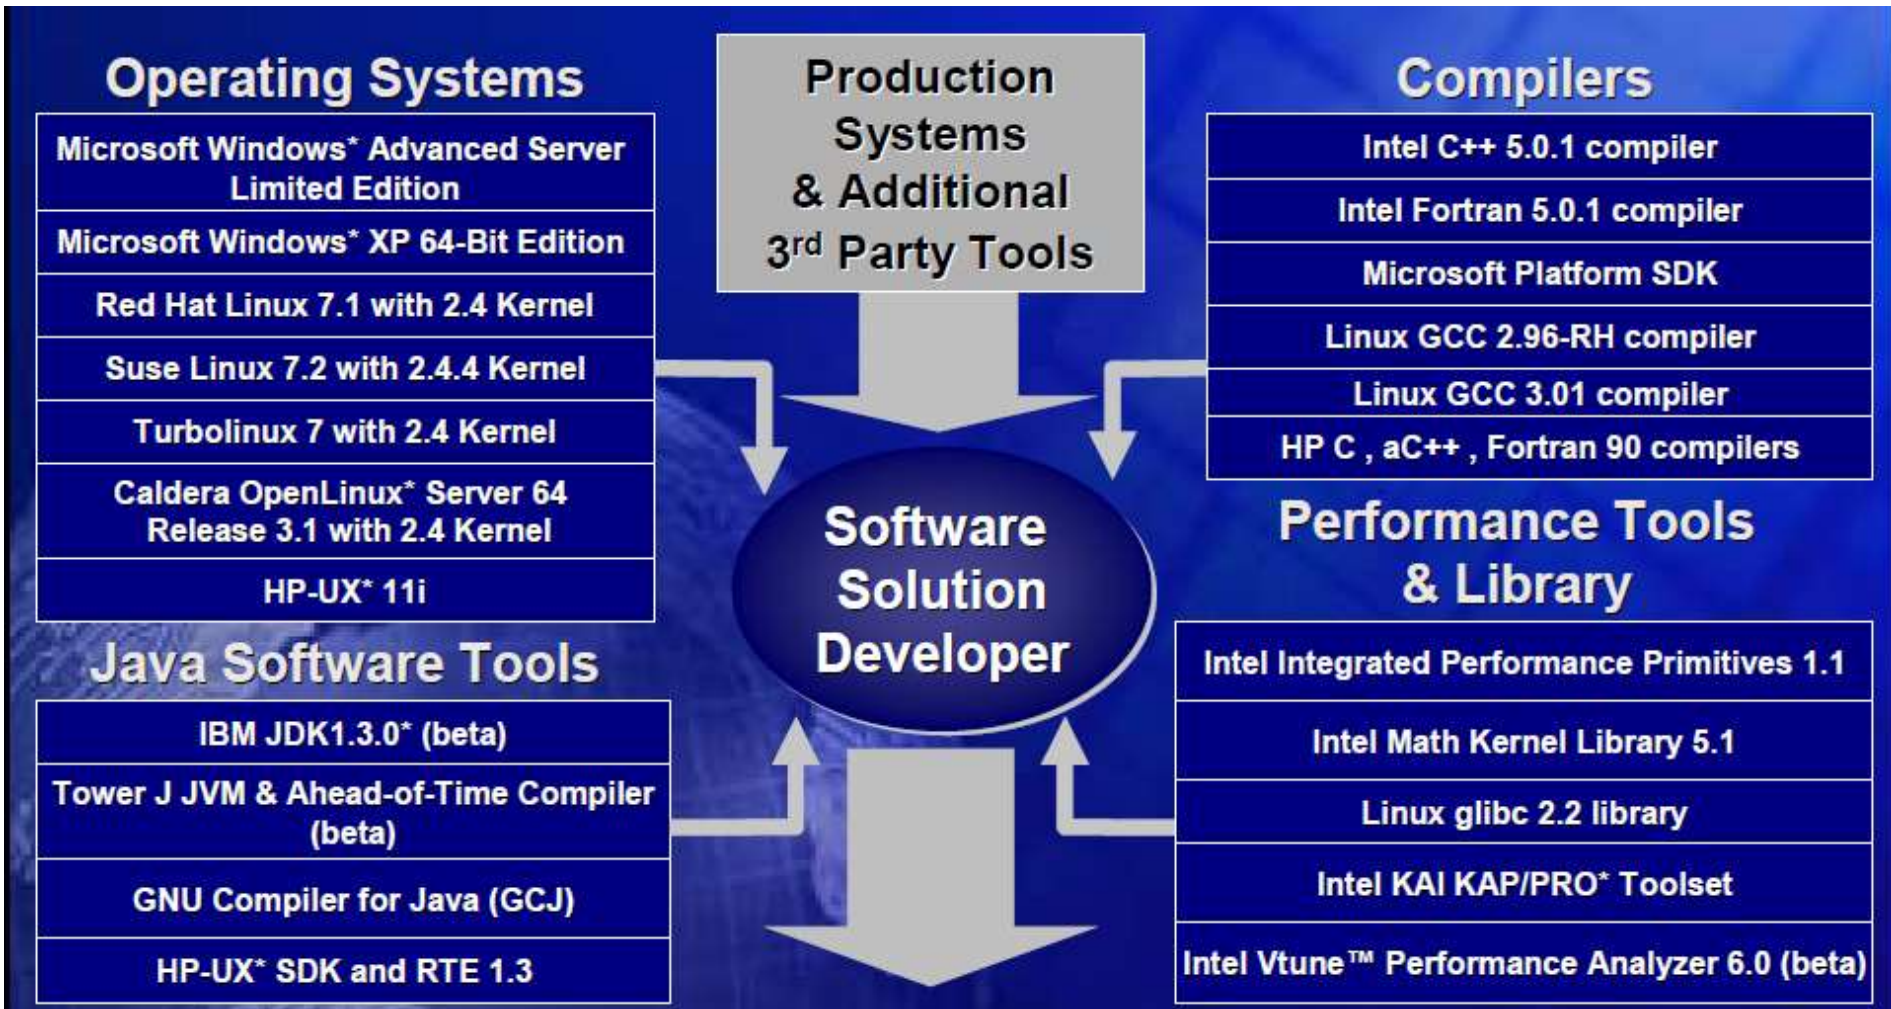 Operating Systems
Microsoft Windows* Advanced Server
Limited Edition
Microsoft Windows* XP 64-Bit Edition
Red Hat Linux 7.1 with 2.4 Kernel
Suse Linux 7.2 with 2.4.4 Kernel
Turbolinux 7 with 2.4 Kernel
Caldera OpenLinux* Server 64
Release 3.1 with 2.4 Kernel
HP-UX* 11i
Java Software Tools
IBM JDK1.3.0* (beta)
Tower J JVM & Ahead-of-Time Compiler
(beta)
GNU Compiler for Java (GCJ)
HP-UX* SDK and RTE 1.3
Production
Systems
& Additional
3rd Party Tools
Software
Solution
Developer
Compilers
Intel C++ 5.0.1 compiler
Intel Fortran 5.0.1 compiler
Microsoft Platform SDK
Linux GCC 2.96-RH compiler
Linux GCC 3.01 compiler
HP C , aC++ , Fortran 90 compilers
Performance Tools
& Library
Intel Integrated Performance Primitives 1.1
Intel Math Kernel Library 5.1
Linux glibc 2.2 library
Intel KAI KAP/PRO* Toolset
Intel Vtune™ Performance Analyzer 6.0 (beta)